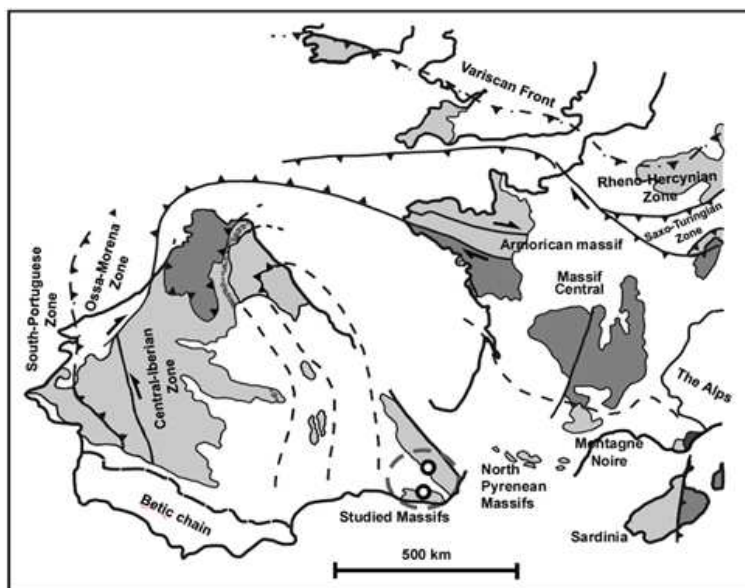 Variscan Front
Rheno-Hercynian
Zone
Saxo-Turingian
Zone
Armorican massif
Massif
Central
South-Portuguese
Zone
Ossa-Morena
Zone
Central-Iberian
Zone
The Alps
Montagne
Noire
North
Pyrenean
Massifs
Studied Massifs
Betic chain
Sardinia
500 km